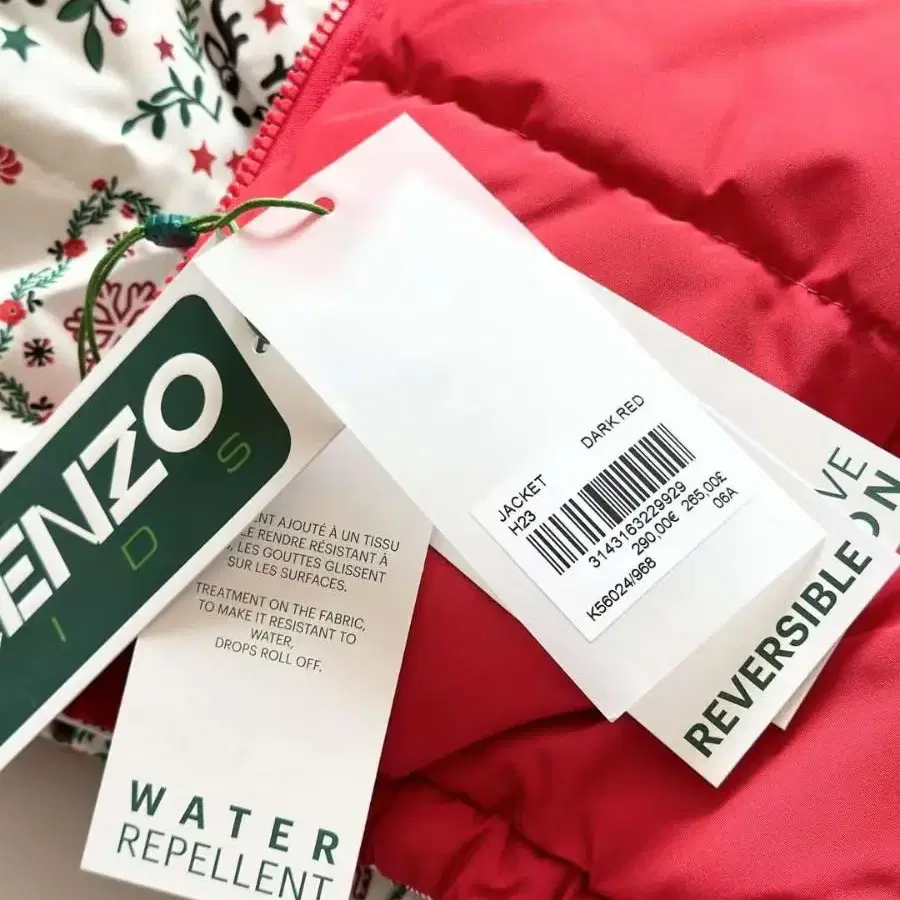 ENZO
I D S
ENT AJOUTÉ À UN TISSU
LE RENDRE RÉSISTANT À
, LES GOUTTES GLISSENT
SUR LES SURFACES.
TREATMENT ON THE FABRIC,
TO MAKE IT RESISTANT TO
WATER,
DROPS ROLL OFF.
WATER
REPELLENT
JACKET DARK RED
H23
3143163229929
290,00€ 265,00£
K56024/968 06A
VE
ON
REVERSIBLE